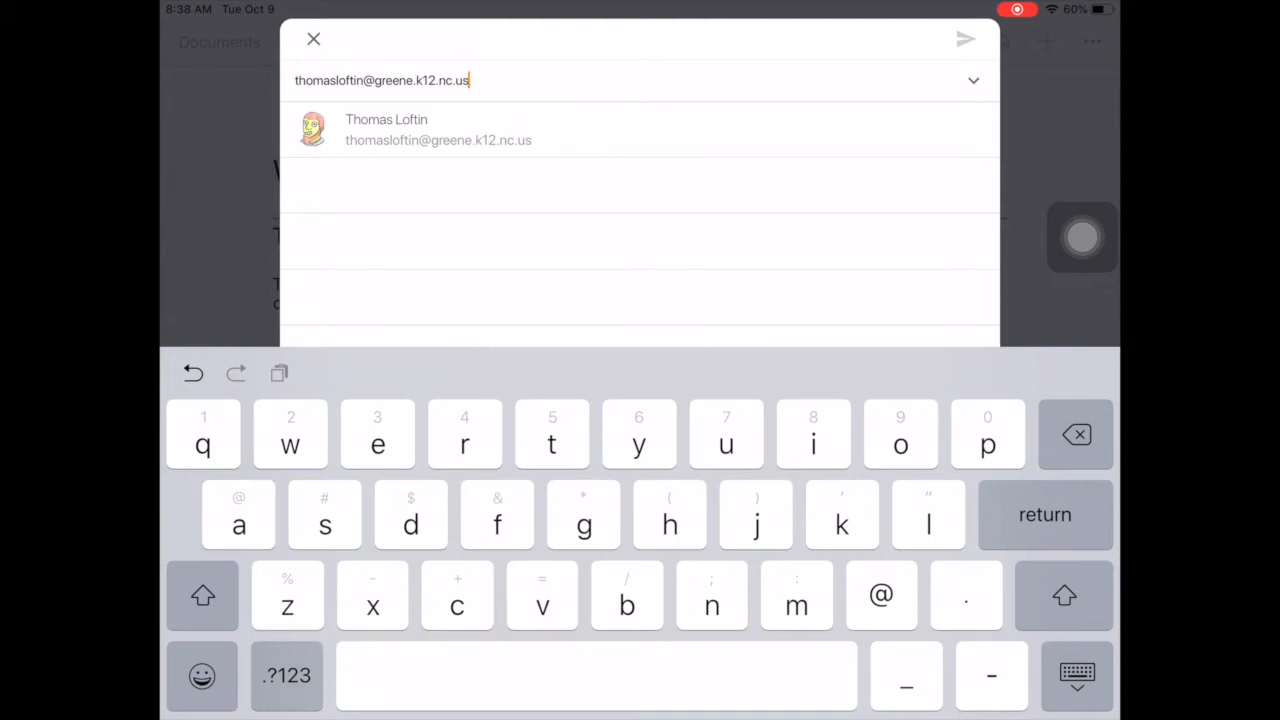 8:38 AM Tue Oct 9 60%
Documents
thomasloftin@greene.k12.nc.us
Thomas Loftin
thomasloftin@greene.k12.nc.us
1 2 3 4 5 6 7 8 9 0
q w e r t y u i o p
@ # $ & * ( ) ' "
a s d f g h j k l return
% - + = / ; :
z x c v b n m @ .
.?123 _ -